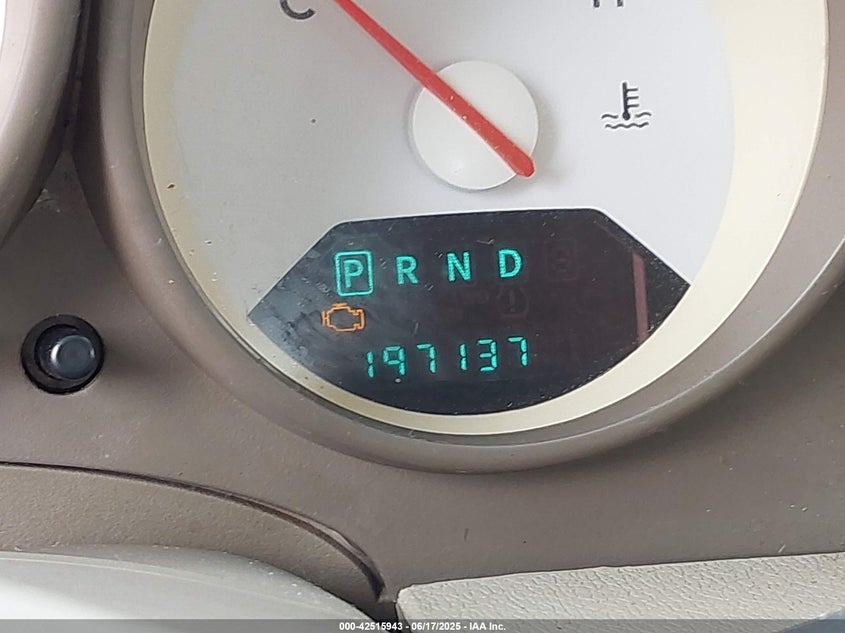 C H
P R N D
197137
000-42515943 - 06/17/2025 - IAA Inc.